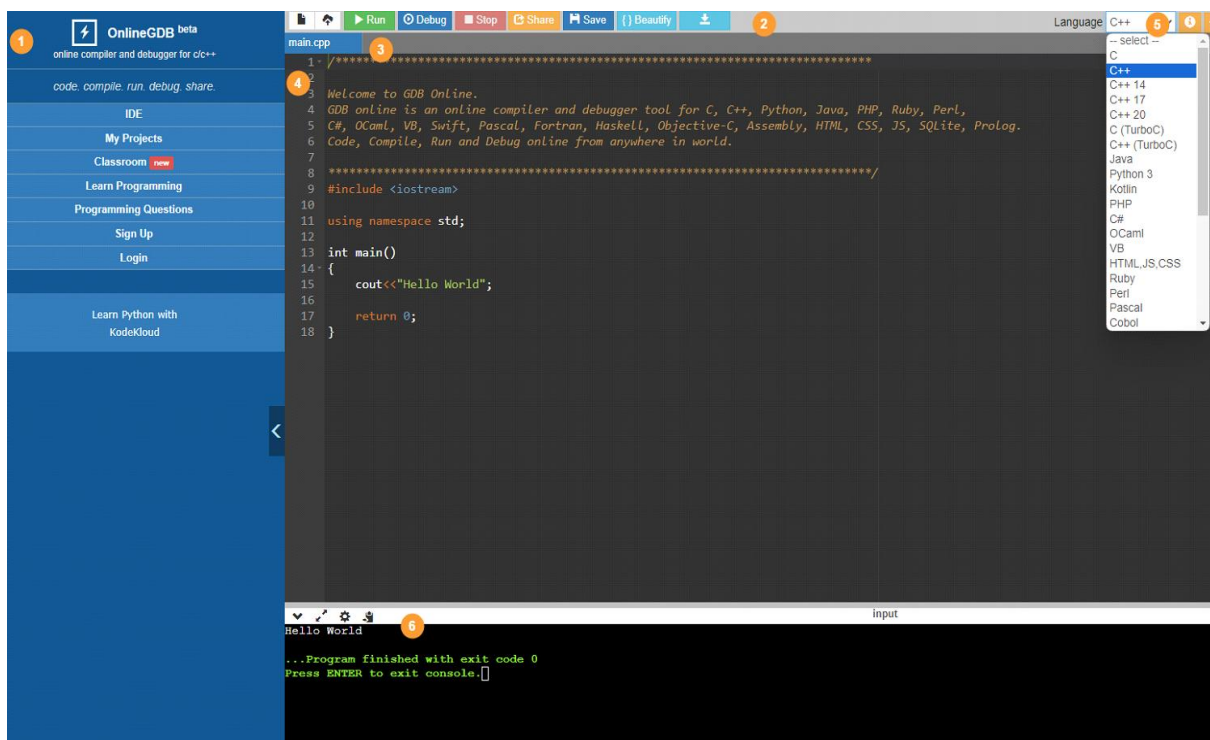 1
OnlineGDB beta
online compiler and debugger for c/c++
code. compile. run. debug. share.
IDE
My Projects
Classroom new
Learn Programming
Programming Questions
Sign Up
Login
Learn Python with
KodeKloud
Run Debug Stop Share Save { } Beautify 2 Language C++ 5
main.cpp 3
1 /******************************************************************************
4
3 Welcome to GDB Online.
4 GDB online is an online compiler and debugger tool for C, C++, Python, Java, PHP, Ruby, Perl,
5 C#, OCaml, VB, Swift, Pascal, Fortran, Haskell, Objective-C, Assembly, HTML, CSS, JS, SQLite, Prolog.
6 Code, Compile, Run and Debug online from anywhere in world.
7
8 *******************************************************************************/
9 #include <iostream>
10
11 using namespace std;
12
13 int main()
14 {
15 cout<<"Hello World";
16
17 return 0;
18 }
-- select --
C
C++
C++ 14
C++ 17
C++ 20
C (TurboC)
C++ (TurboC)
Java
Python 3
Kotlin
PHP
C#
OCaml
VB
HTML,JS,CSS
Ruby
Perl
Pascal
Cobol
6 input
Hello World
...Program finished with exit code 0
Press ENTER to exit console.